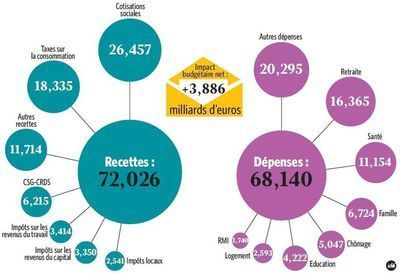 Cotisations
sociales
26,457
Taxes sur
la consommation
18,335
Autres
recettes
11,714
CSG-CRDS
6,215
Impôts sur les
revenus du travail
3,414
Impôts sur les
revenus du capital
3,350
2,541
Impôts locaux
Recettes :
72,026
Impact
budgétaire net :
+3,886
milliards d'euros
Autres dépenses
20,295
Retraite
16,365
Santé
11,154
Dépenses :
68,140
6,724
Famille
5,047
Chômage
4,222
Education
2,593
Logement
RMI
1,740
idé